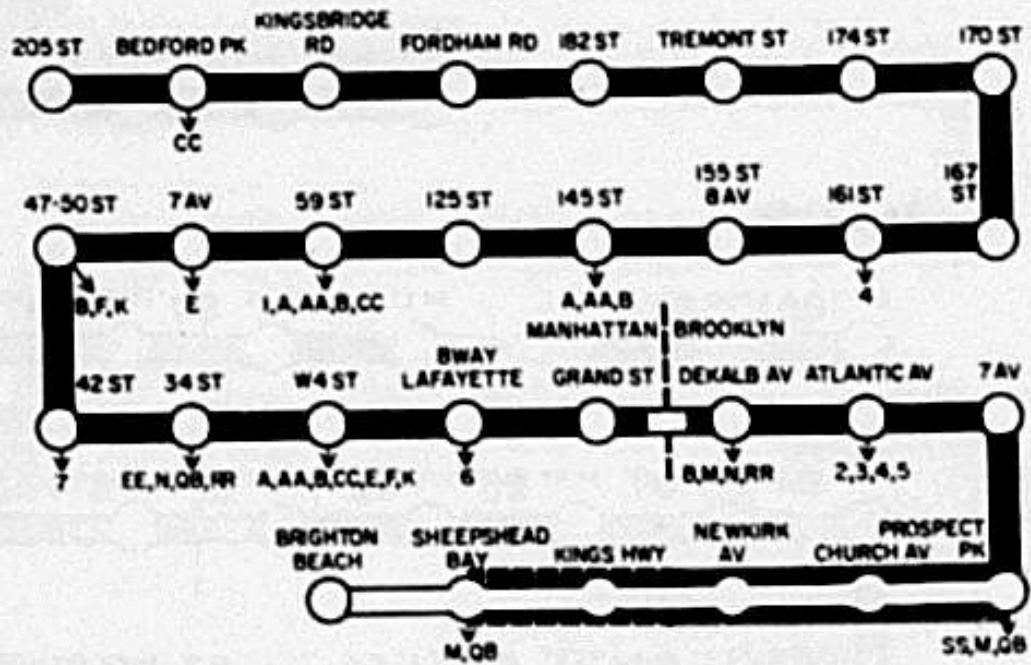 205 ST BEDFORD PK KINGSBRIDGE RD FORDHAM RD 182 ST TREMONT ST 174 ST 170 ST
CC
47-50 ST 7 AV 59 ST 125 ST 145 ST 155 ST 8 AV 161 ST 167 ST
B,F,K E 1,A,AA,B,CC A,AA,B 4
MANHATTAN BROOKLYN
42 ST 34 ST W4 ST BWAY LAFAYETTE GRAND ST DEKALB AV ATLANTIC AV 7 AV
7 EE,N,QB,RR A,AA,B,CC,E,F,K 6 B,M,N,RR 2,3,4,5
BRIGHTON BEACH SHEEPSHEAD BAY KINGS HWY NEWKIRK AV CHURCH AV PROSPECT PK
M,QB SS,M,QB